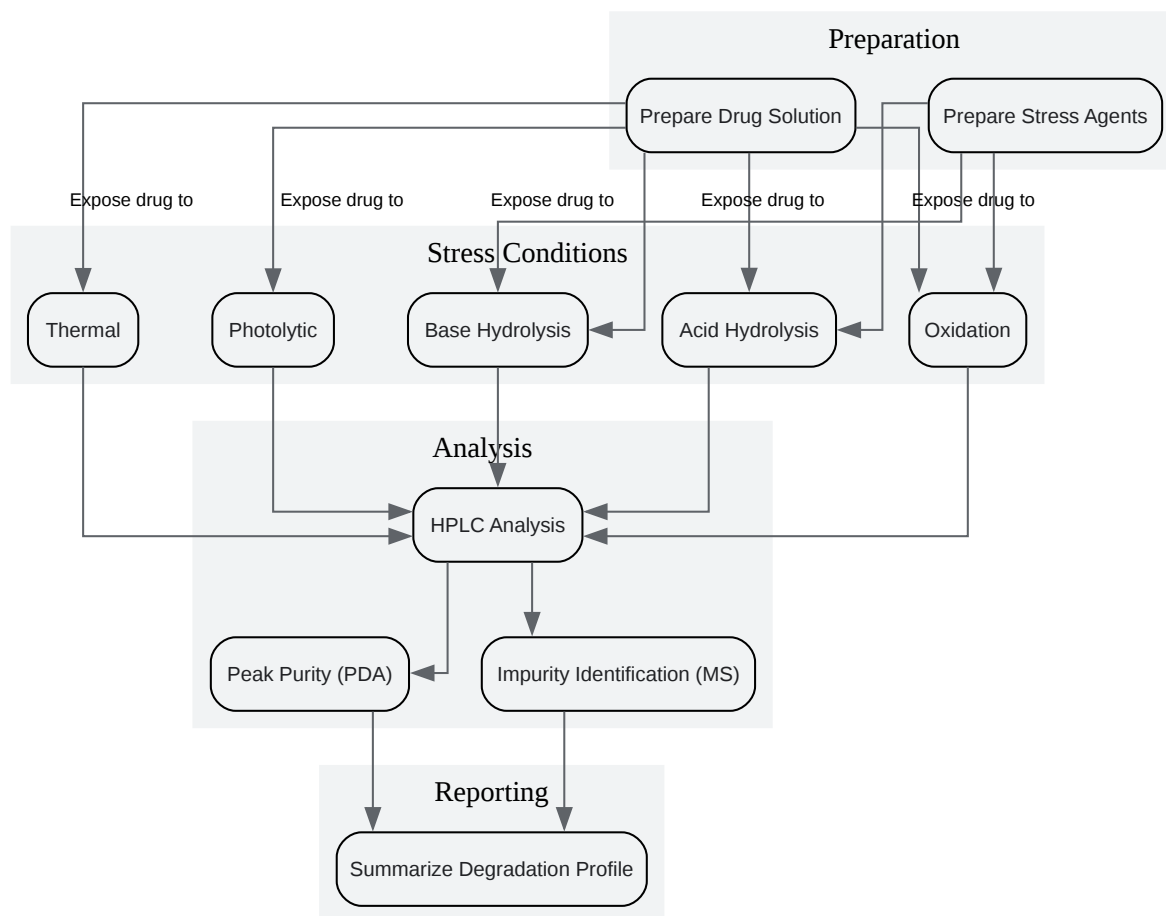 Preparation
Prepare Drug Solution
Prepare Stress Agents
Expose drug to
Expose drug to
Expose drug to
Expose drug to
Expose drug to
Stress Conditions
Thermal
Photolytic
Base Hydrolysis
Acid Hydrolysis
Oxidation
Analysis
HPLC Analysis
Peak Purity (PDA)
Impurity Identification (MS)
Reporting
Summarize Degradation Profile